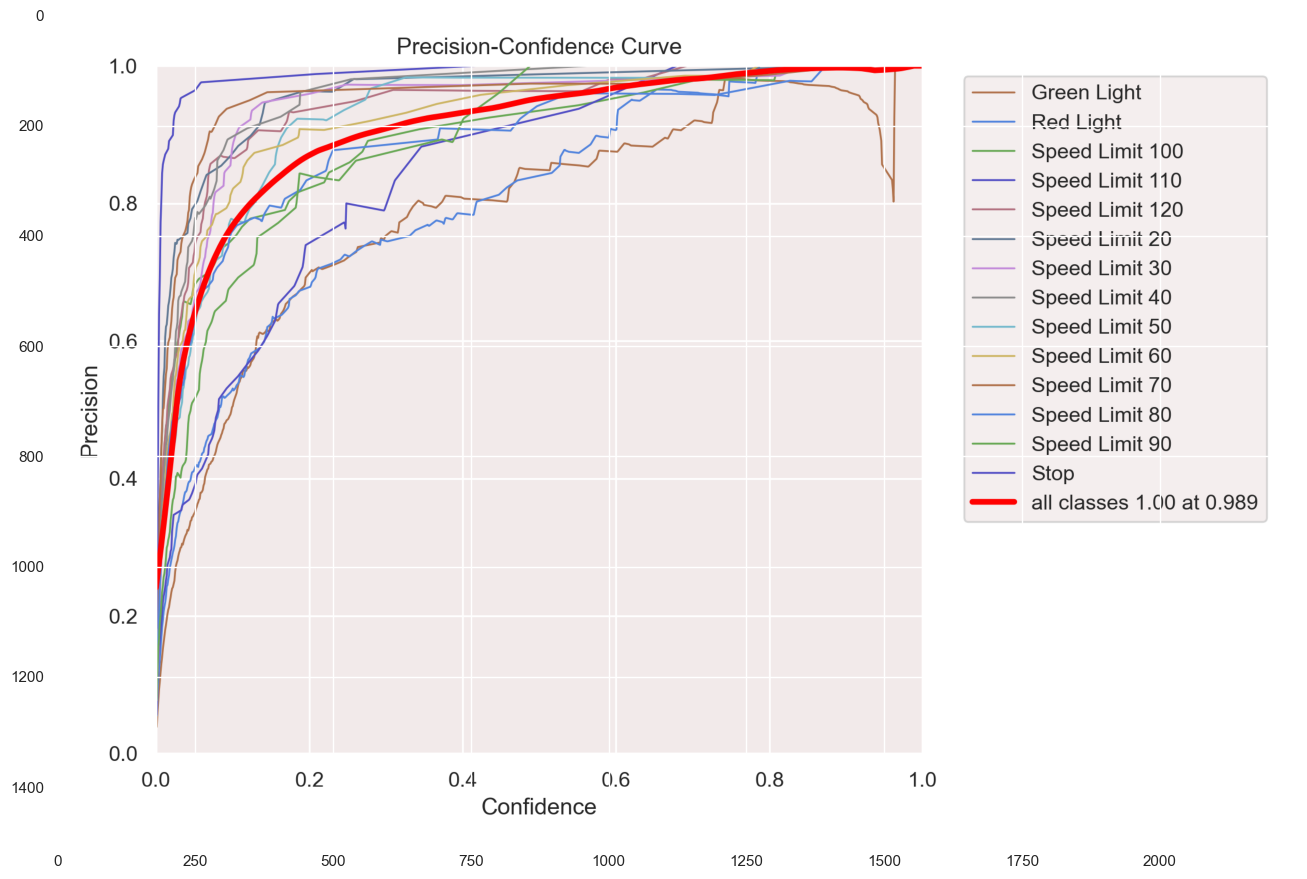 Precision-Confidence Curve
0
200
400
600
800
1000
1200
1400
1.0
0.8
0.6
0.4
0.2
0.0
Precision
0.0 0.2 0.4 0.6 0.8 1.0
Confidence
0 250 500 750 1000 1250 1500 1750 2000
Green Light
Red Light
Speed Limit 100
Speed Limit 110
Speed Limit 120
Speed Limit 20
Speed Limit 30
Speed Limit 40
Speed Limit 50
Speed Limit 60
Speed Limit 70
Speed Limit 80
Speed Limit 90
Stop
all classes 1.00 at 0.989